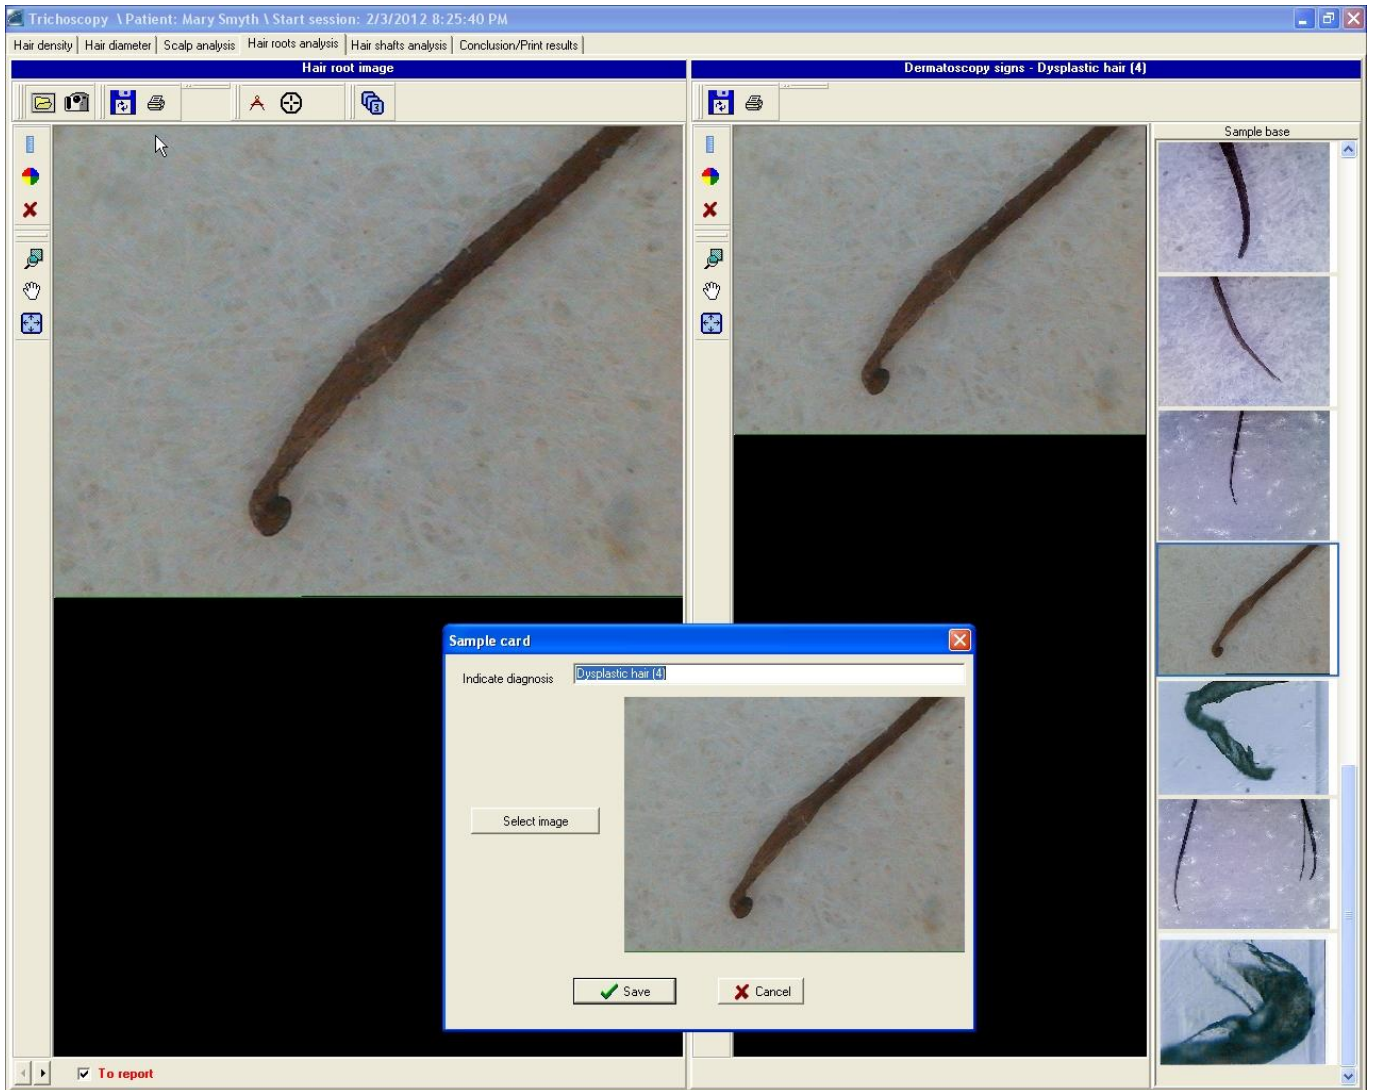 Trichoscopy \ Patient: Mary Smyth \ Start session: 2/3/2012 8:25:40 PM
Hair density Hair diameter Scalp analysis Hair roots analysis Hair shafts analysis Conclusion/Print results
Hair root image
Dermatoscopy signs - Dysplastic hair (4)
Sample base
Sample card
Indicate diagnosis Dysplastic hair (4)
Select image
Save Cancel
To report